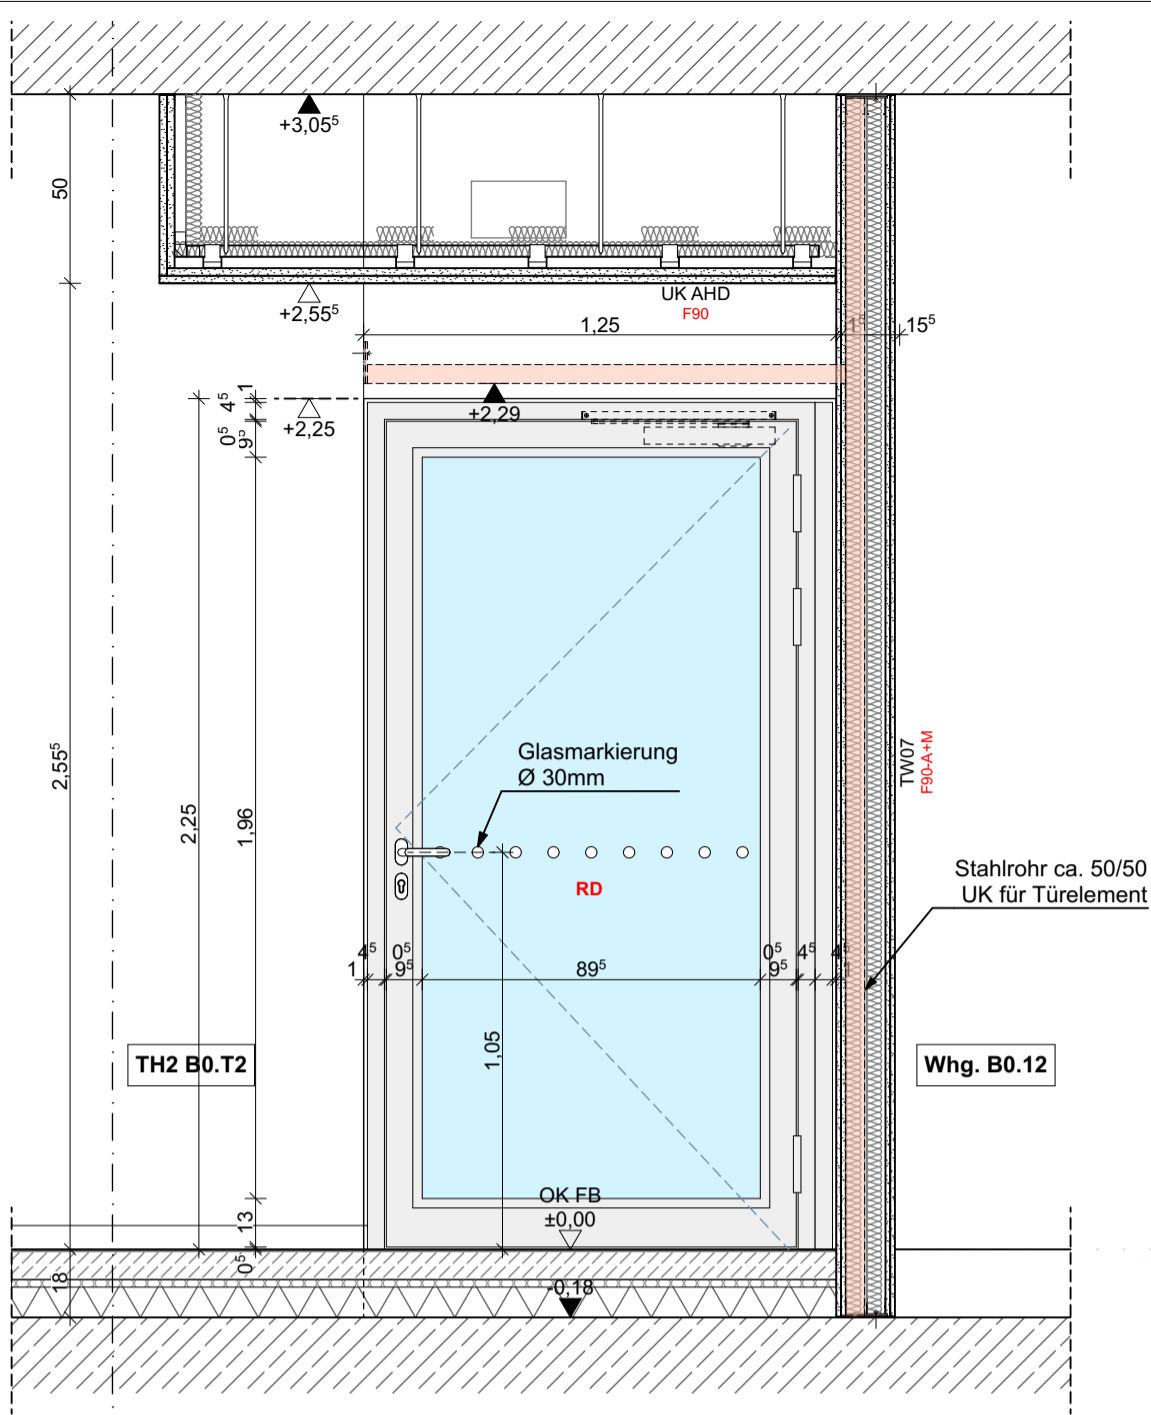 +3,05⁵
50
UK AHD
F90
+2,55⁵
1,25
1⁵
15⁵
1
4⁵
+2,29
+2,25
0⁵
9⁵
Glasmarkierung
Ø 30mm
2,55⁵
2,25
1,96
TW07
F90-A+M
Stahlrohr ca. 50/50
UK für Türelement
RD
4⁵
0⁵
0⁵
4⁵
4⁵
1
9⁵
89⁵
9⁵
1
1,05
TH2 B0.T2
Whg. B0.12
OK FB
±0,00
13
0⁵
18
-0,18